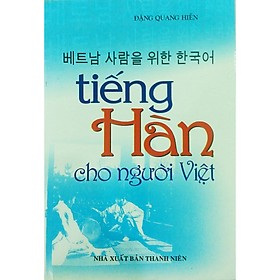 ĐẶNG QUANG HIỂN
베트남 사람을 위한 한국어
tiếng
Hàn
cho người Việt
NHÀ XUẤT BẢN THANH NIÊN